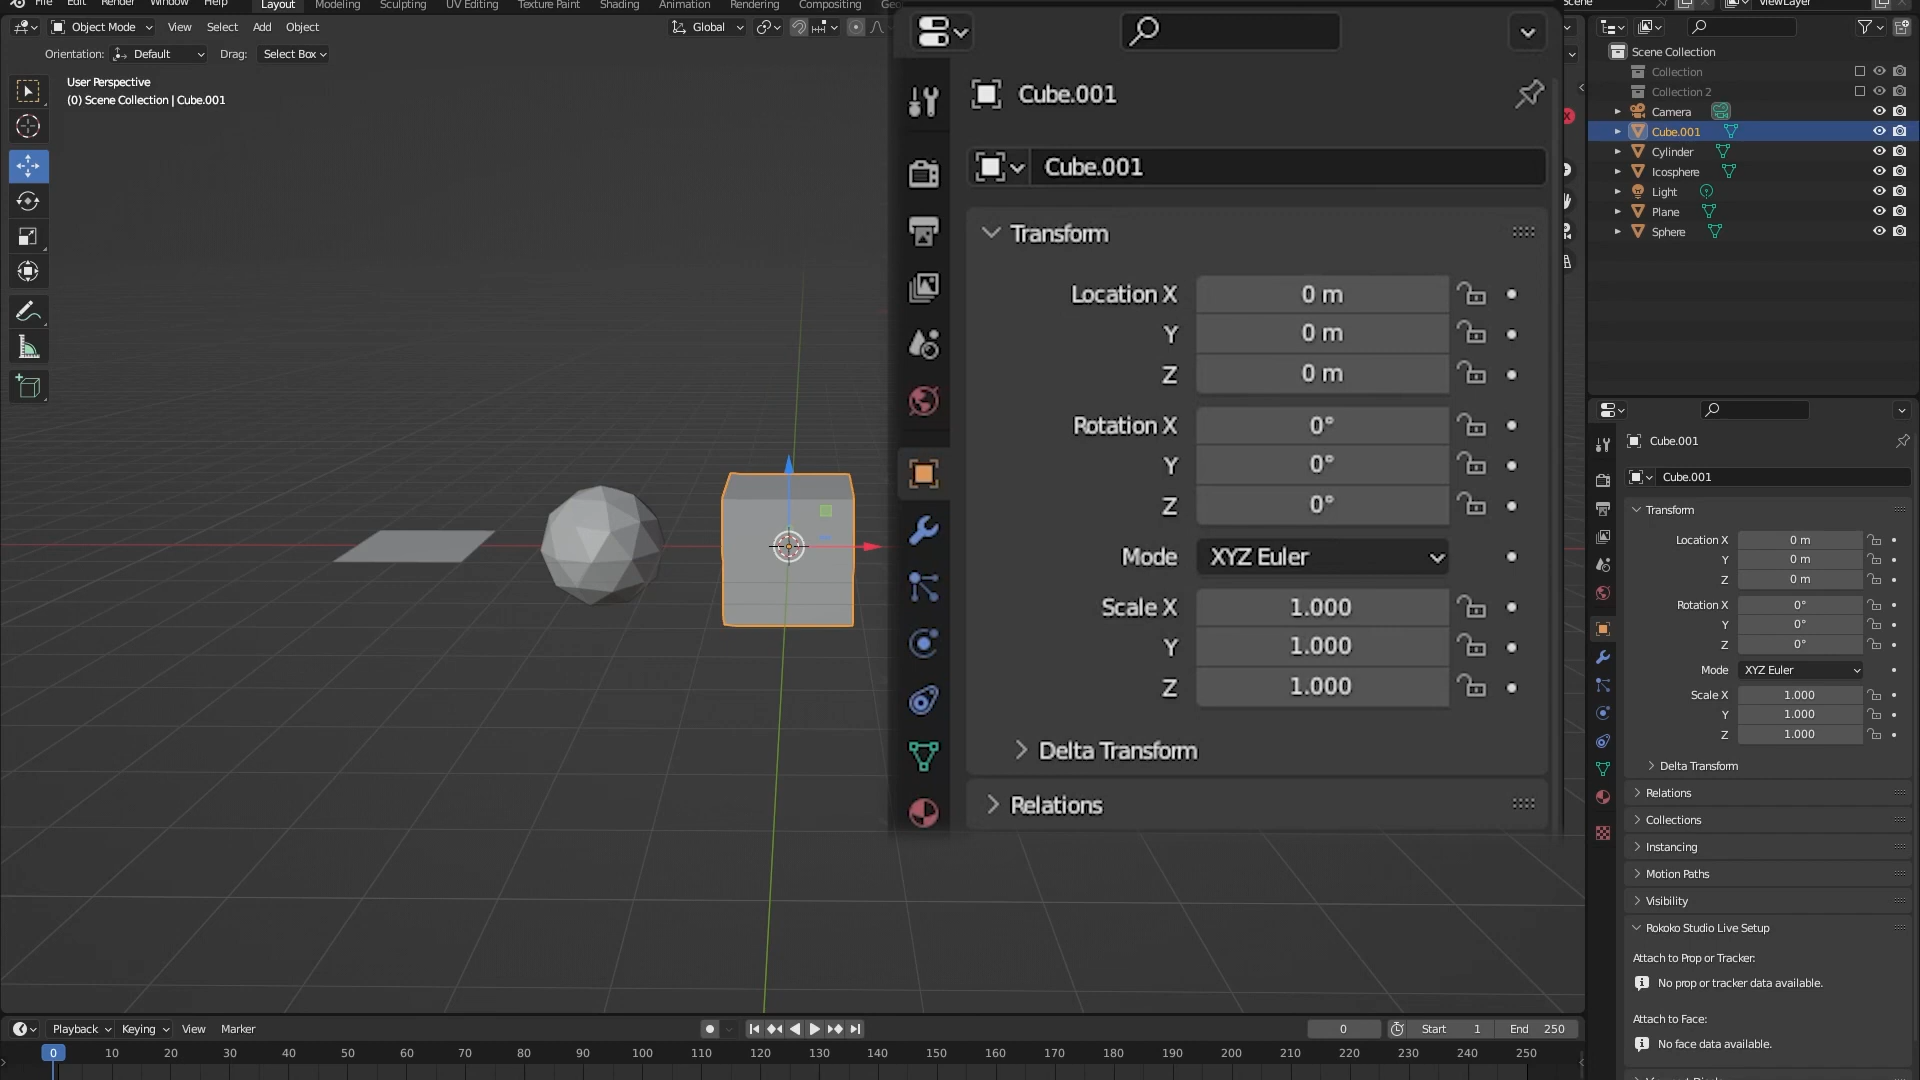 File Edit Render Window Help Layout Modeling Sculpting UV Editing Texture Paint Shading Animation Rendering Compositing Scene ViewLayer
Object Mode View Select Add Object Global
Orientation: Default Drag: Select Box
User Perspective
(0) Scene Collection | Cube.001
Cube.001
Cube.001
Transform
Location X 0 m
Y 0 m
Z 0 m
Rotation X 0°
Y 0°
Z 0°
Mode XYZ Euler
Scale X 1.000
Y 1.000
Z 1.000
Delta Transform
Relations
Scene Collection
Collection
Collection 2
Camera
Cube.001
Cylinder
Icosphere
Light
Plane
Sphere
Cube.001
Cube.001
Transform
Location X 0 m
Y 0 m
Z 0 m
Rotation X 0°
Y 0°
Z 0°
Mode XYZ Euler
Scale X 1.000
Y 1.000
Z 1.000
Delta Transform
Relations
Collections
Instancing
Motion Paths
Visibility
Rokoko Studio Live Setup
Attach to Prop or Tracker:
No prop or tracker data available.
Attach to Face:
No face data available.
Playback Keying View Marker 0 Start 1 End 250
0 10 20 30 40 50 60 70 80 90 100 110 120 130 140 150 160 170 180 190 200 210 220 230 240 250